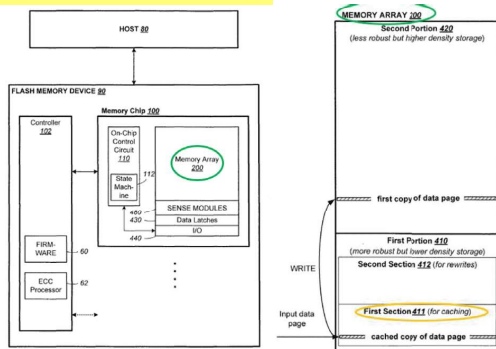 HOST 80
FLASH MEMORY DEVICE 90
Controller
102
FIRM-
WARE
60
ECC
Processor
62
Memory Chip 100
On-Chip
Control
Circuit
110
State
Mach-
ine
112
Memory Array
200
SENSE MODULES
480
Data Latches
430
I/O
440
MEMORY ARRAY 200
Second Portion 420
(less robust but higher density storage)
first copy of data page
First Portion 410
(more robust but lower density storage)
Second Section 412 (for rewrites)
WRITE
First Section 411 (for caching)
Input data
page
cached copy of data page